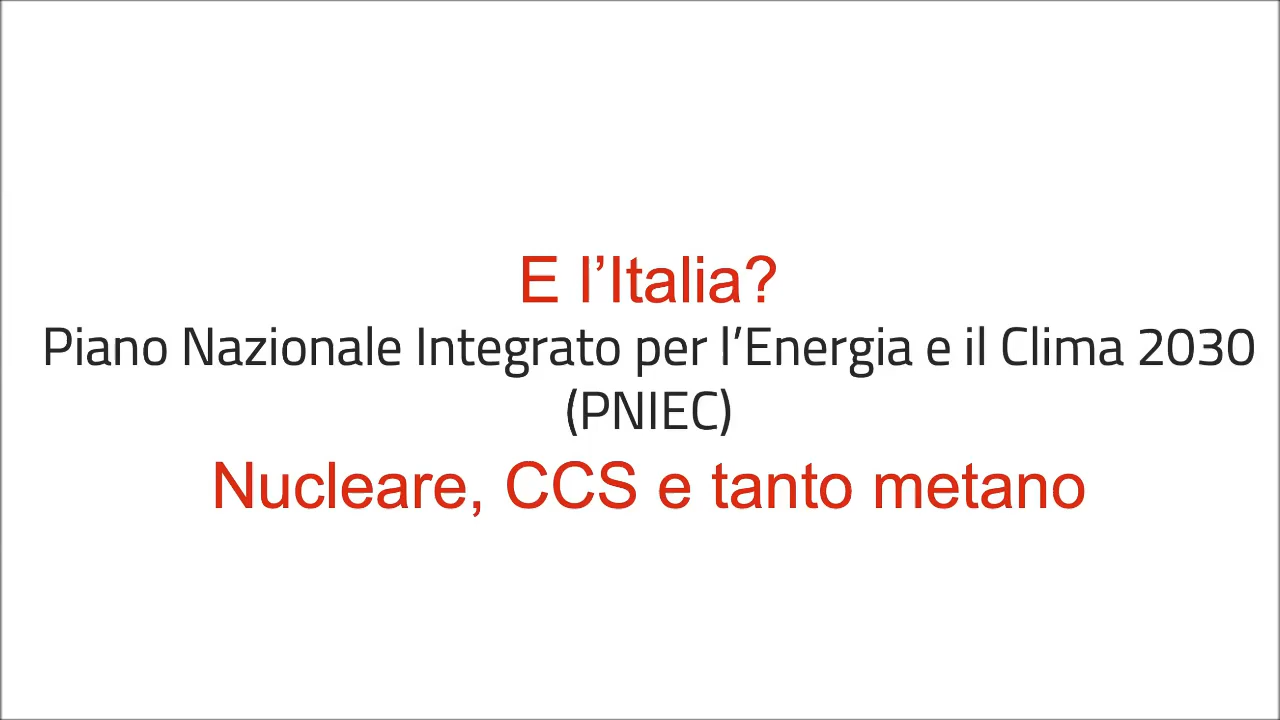 E l’Italia?
Piano Nazionale Integrato per l’Energia e il Clima 2030
(PNIEC)
Nucleare, CCS e tanto metano